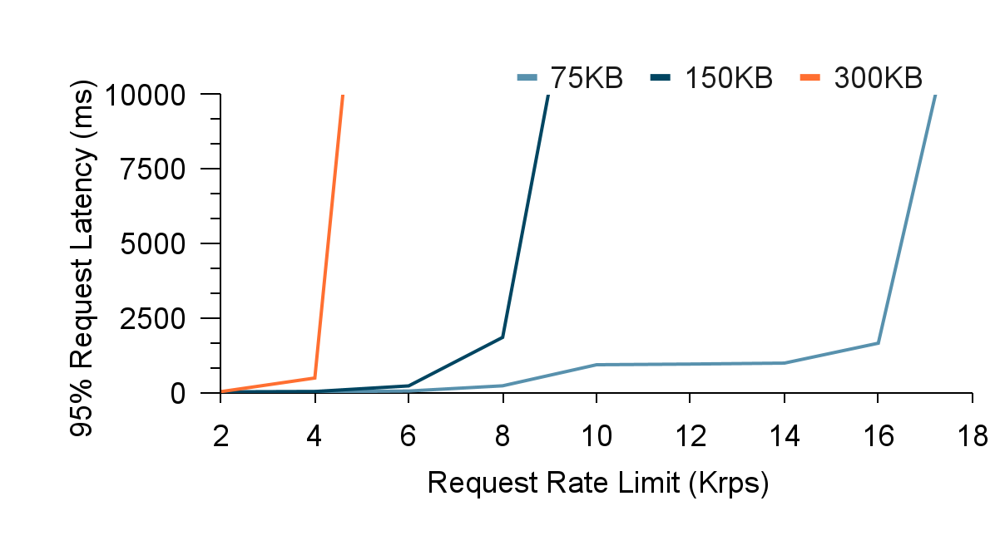 75KB 150KB 300KB
95% Request Latency (ms)
10000
7500
5000
2500
0
2 4 6 8 10 12 14 16 18
Request Rate Limit (Krps)